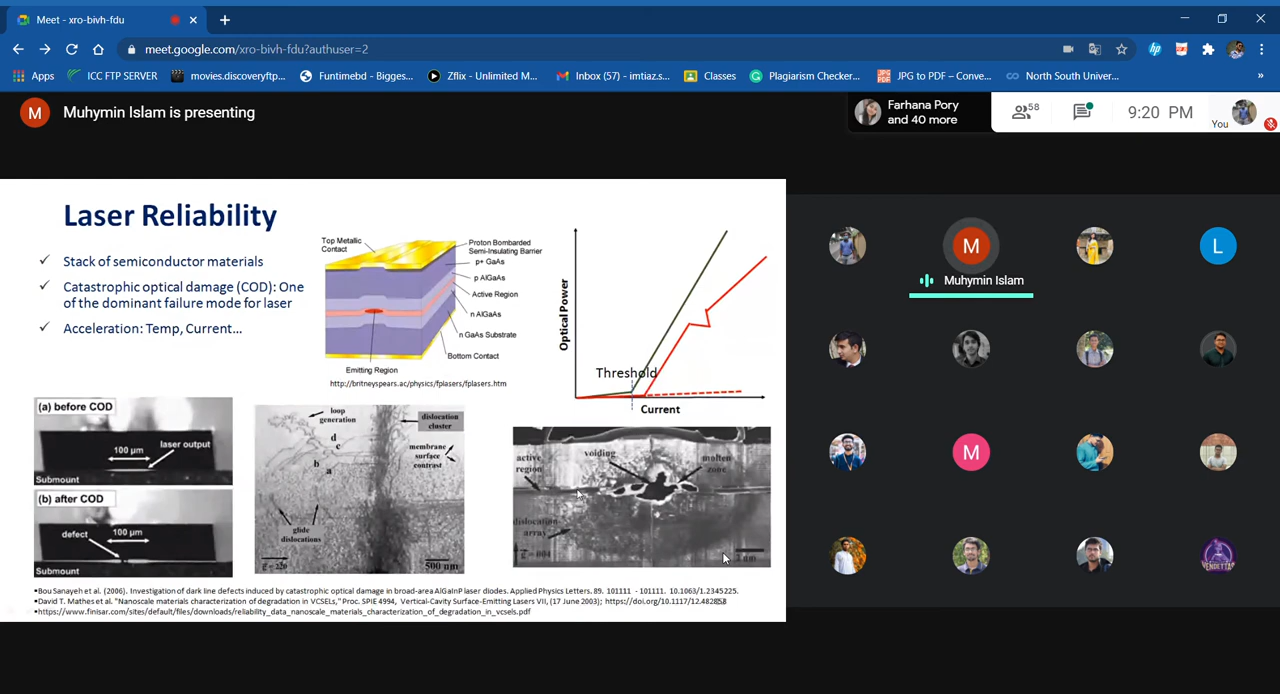 Meet - xro-bivh-fdu
meet.google.com/xro-bivh-fdu?authuser=2
Apps
ICC FTP SERVER
movies.discoveryftp...
Funtimebd - Bigges...
Zflix - Unlimited M...
Inbox (57) - imtiaz.s...
Classes
Plagiarism Checker...
JPG to PDF – Conve...
North South Univer...
»
M
Muhymin Islam is presenting
Farhana Pory
and 40 more
58
9:20 PM
You
Laser Reliability
✓ Stack of semiconductor materials
✓ Catastrophic optical damage (COD): One
of the dominant failure mode for laser
✓ Acceleration: Temp, Current...
Top Metallic
Contact
Proton Bombarded
Semi-Insulating Barrier
p+ GaAs
p AlGaAs
Active Region
n AlGaAs
n GaAs Substrate
Bottom Contact
Emitting Region
http://britneyspears.ac/physics/fplasers/fplasers.htm
Optical Power
Threshold
Current
(a) before COD
100 µm
laser output
Submount
(b) after COD
defect
100 µm
Submount
loop
generation
dislocation
cluster
d
c
membrane
surface
contrast
b
a
glide
dislocations
g= 220
500 nm
active
region
voiding
molten
zone
dislocation
array
g = 004
▪Bou Sanayeh et al. (2006). Investigation of dark line defects induced by catastrophic optical damage in broad-area AlGaInP laser diodes. Applied Physics Letters. 89. 101111 - 101111. 10.1063/1.2345225.
▪David T. Mathes et al. "Nanoscale materials characterization of degradation in VCSELs," Proc. SPIE 4994, Vertical-Cavity Surface-Emitting Lasers VII, (17 June 2003); https://doi.org/10.1117/12.482858
▪https://www.finisar.com/sites/default/files/downloads/reliability_data_nanoscale_materials_characterization_of_degradation_in_vcsels.pdf
M
L
Muhymin Islam
M
VENDETTA